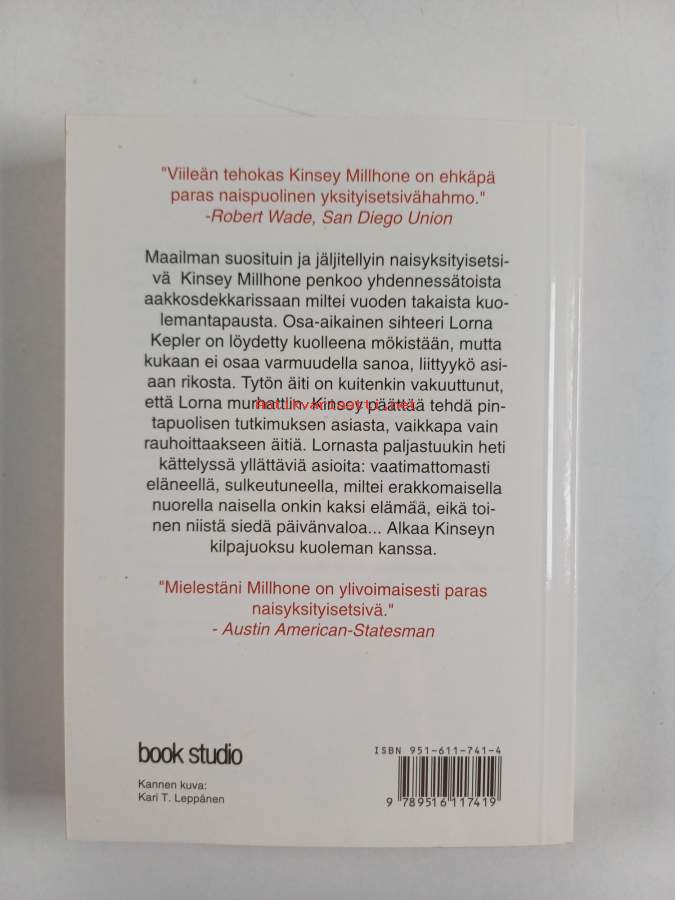 "Viileän tehokas Kinsey Millhone on ehkäpä
paras naispuolinen yksityisetsivähahmo."
-Robert Wade, San Diego Union
Maailman suosituin ja jäljitellyin naisyksityisetsi-
vä Kinsey Millhone penkoo yhdennessätoista
aakkosdekkarissaan miltei vuoden takaista kuo-
lemantapausta. Osa-aikainen sihteeri Lorna
Kepler on löydetty kuolleena mökistään, mutta
kukaan ei osaa varmuudella sanoa, liittyykö asi-
aan rikosta. Tytön äiti on kuitenkin vakuuttunut,
että Lorna murhattiin. Kinsey päättää tehdä pin-
tapuolisen tutkimuksen asiasta, vaikkapa vain
rauhoittaakseen äitiä. Lornasta paljastuukin heti
kättelyssä yllättäviä asioita: vaatimattomasti
eläneellä, sulkeutuneella, miltei erakkomaisella
nuorella naisella onkin kaksi elämää, eikä toi-
nen niistä siedä päivänvaloa... Alkaa Kinseyn
kilpajuoksu kuoleman kanssa.
"Mielestäni Millhone on ylivoimaisesti paras
naisyksityisetsivä."
- Austin American-Statesman
book studio
Kannen kuva:
Kari T. Leppänen
ISBN 951-611-741-4
9 789516 117419